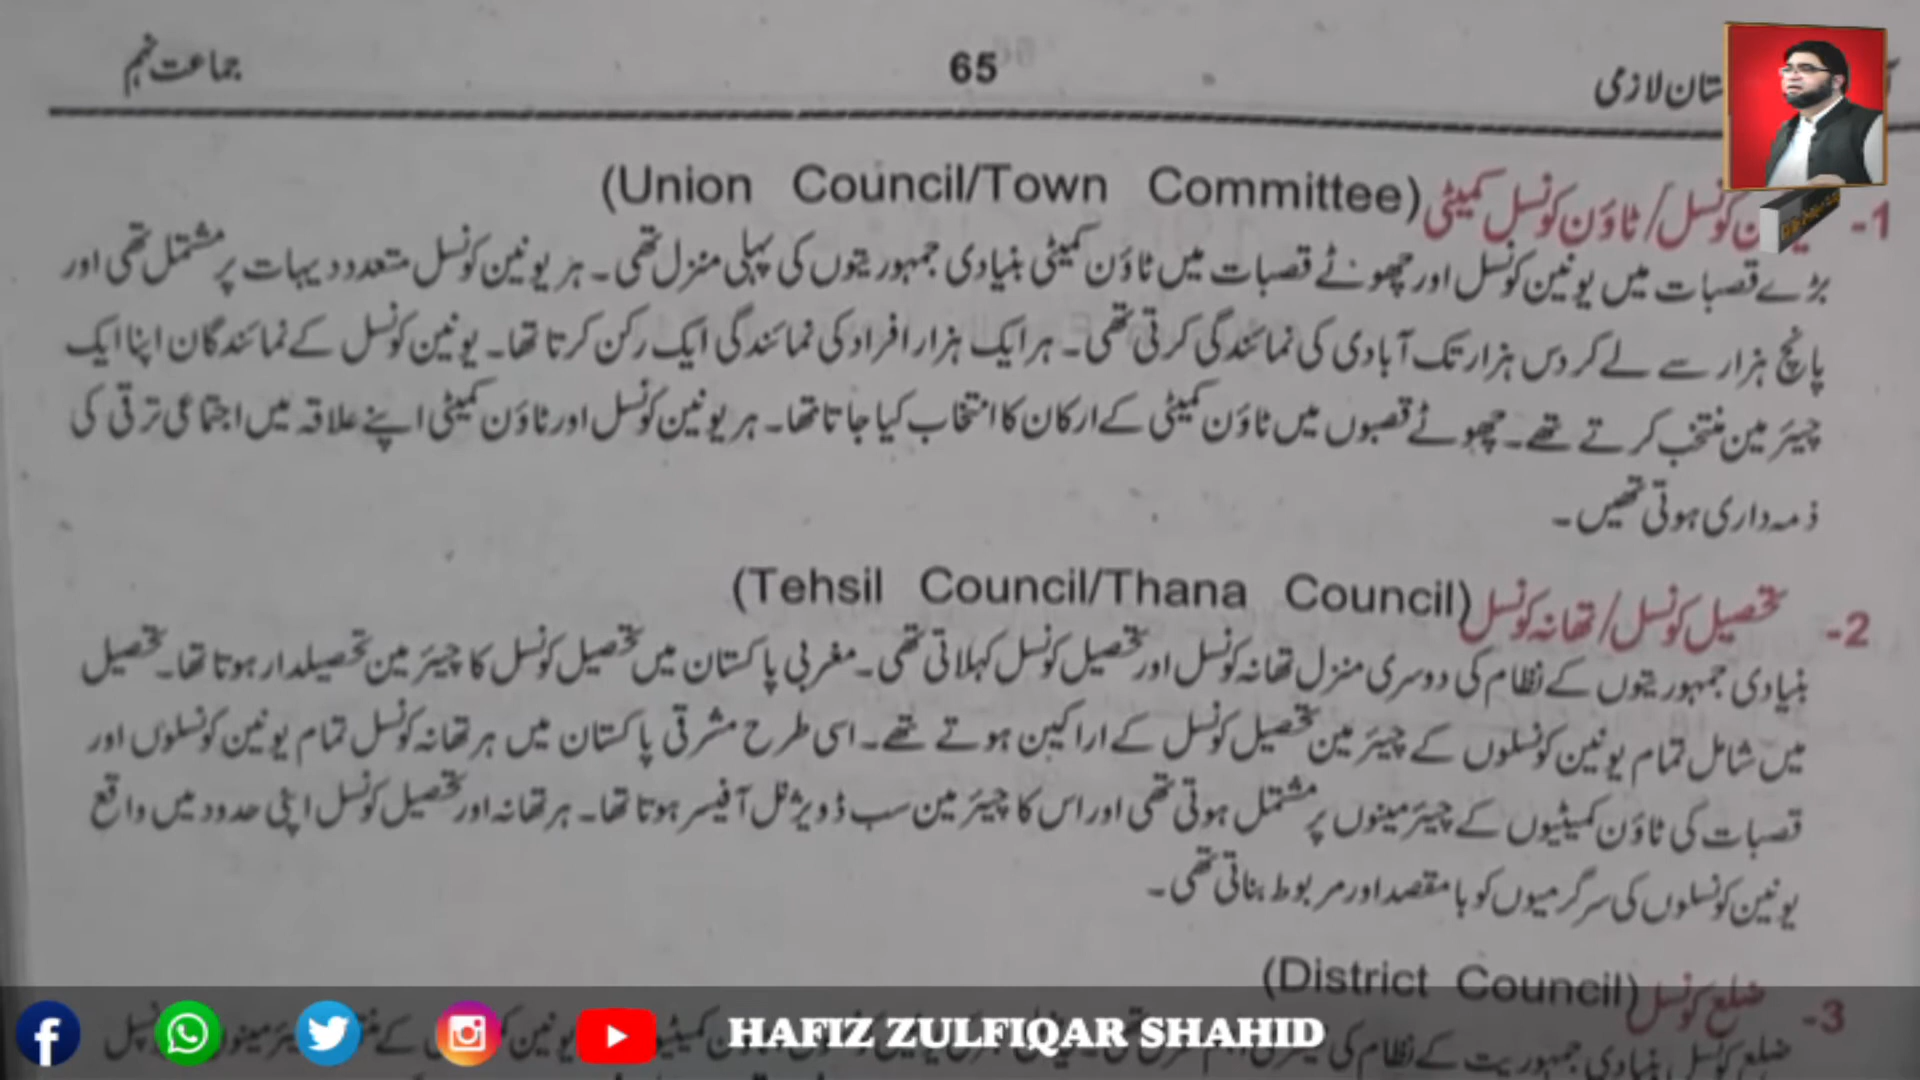 جماعت نہم
65
ستان لازمی
1- کونسل/ٹاؤن کونسل کمیٹی (Union Council/Town Committee)
بڑے قصبات میں یونین کونسل اور چھوٹے قصبات میں ٹاؤن کمیٹی بنیادی جمہوریتوں کی پہلی منزل تھی۔ ہر یونین کونسل متعدد دیہات پر مشتمل تھی اور
پانچ ہزار سے لے کر دس ہزار تک آبادی کی نمائندگی کرتی تھی۔ ہر ایک ہزار افراد کی نمائندگی ایک رکن کرتا تھا۔ یونین کونسل کے نمائندگان اپنا ایک
چیئرمین منتخب کرتے تھے۔ چھوٹے قصبوں میں ٹاؤن کمیٹی کے ارکان کا انتخاب کیا جاتا تھا۔ ہر یونین کونسل اور ٹاؤن کمیٹی اپنے علاقہ میں اجتماعی ترقی کی
ذمہ داری ہوتی تھیں۔
2- تحصیل کونسل/تھانہ کونسل (Tehsil Council/Thana Council)
بنیادی جمہوریتوں کے نظام کی دوسری منزل تھانہ کونسل اور تحصیل کونسل کہلاتی تھی۔ مغربی پاکستان میں تحصیل کونسل کا چیئرمین تحصیلدار ہوتا تھا۔ تحصیل
میں شامل تمام یونین کونسلوں کے چیئرمین تحصیل کونسل کے اراکین ہوتے تھے۔ اسی طرح مشرقی پاکستان میں ہر تھانہ کونسل تمام یونین کونسلوں اور
قصبات کی ٹاؤن کمیٹیوں کے چیئرمینوں پر مشتمل ہوتی تھی اور اس کا چیئرمین سب ڈویژنل آفیسر ہوتا تھا۔ ہر تھانہ اور تحصیل کونسل اپنی حدود میں واقع
یونین کونسلوں کی سرگرمیوں کو بامقصد اور مربوط بناتی تھی۔
3- ضلع کونسل (District Council)
ضلع کونسل بنیادی جمہوریت کے نظام کی
HAFIZ ZULFIQAR SHAHID